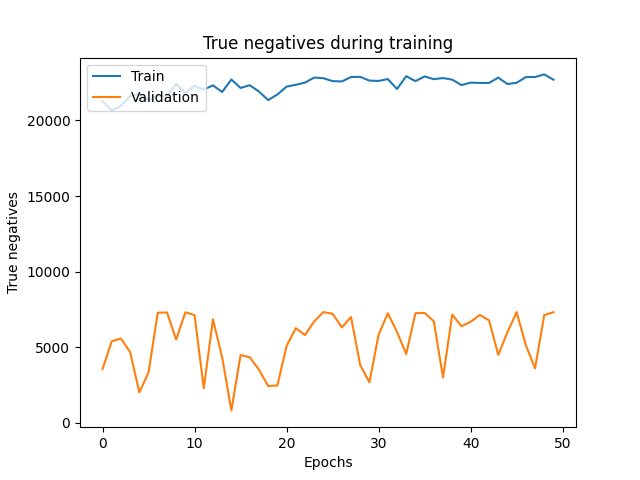 True negatives during training
Train
Validation
True negatives
20000
15000
10000
5000
0
0 10 20 30 40 50
Epochs